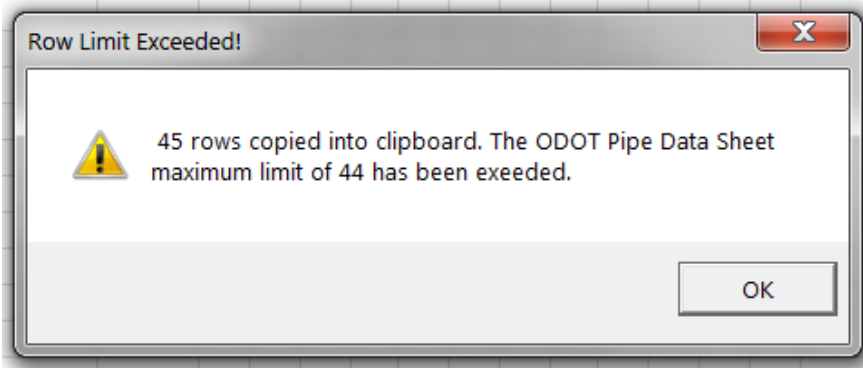 Row Limit Exceeded!
45 rows copied into clipboard. The ODOT Pipe Data Sheet
maximum limit of 44 has been exeeded.
OK